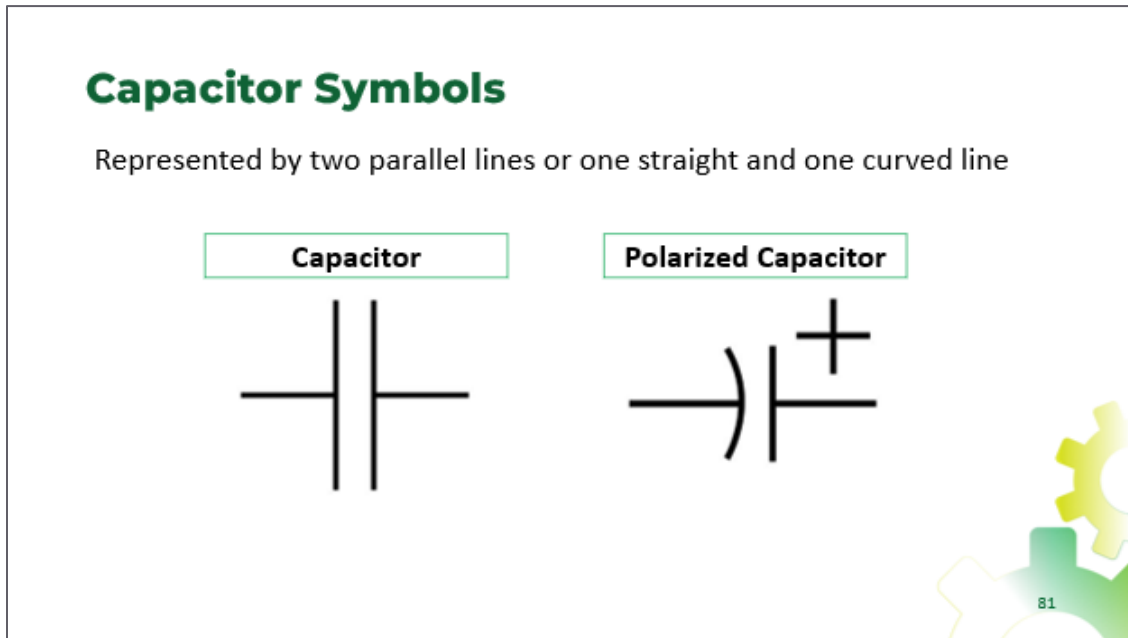 Capacitor Symbols
Represented by two parallel lines or one straight and one curved line
Capacitor
Polarized Capacitor
+
81